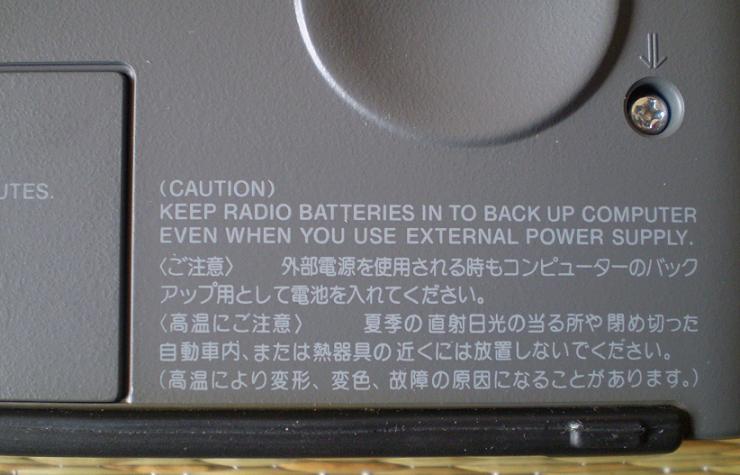 UTES.
(CAUTION)
KEEP RADIO BATTERIES IN TO BACK UP COMPUTER
EVEN WHEN YOU USE EXTERNAL POWER SUPPLY.
〈ご注意〉 外部電源を使用される時もコンピューターのバック
アップ用として電池を入れてください。
〈高温にご注意〉 夏季の直射日光の当る所や閉め切った
自動車内、または熱器具の近くには放置しないでください。
(高温により変形、変色、故障の原因になることがあります。)